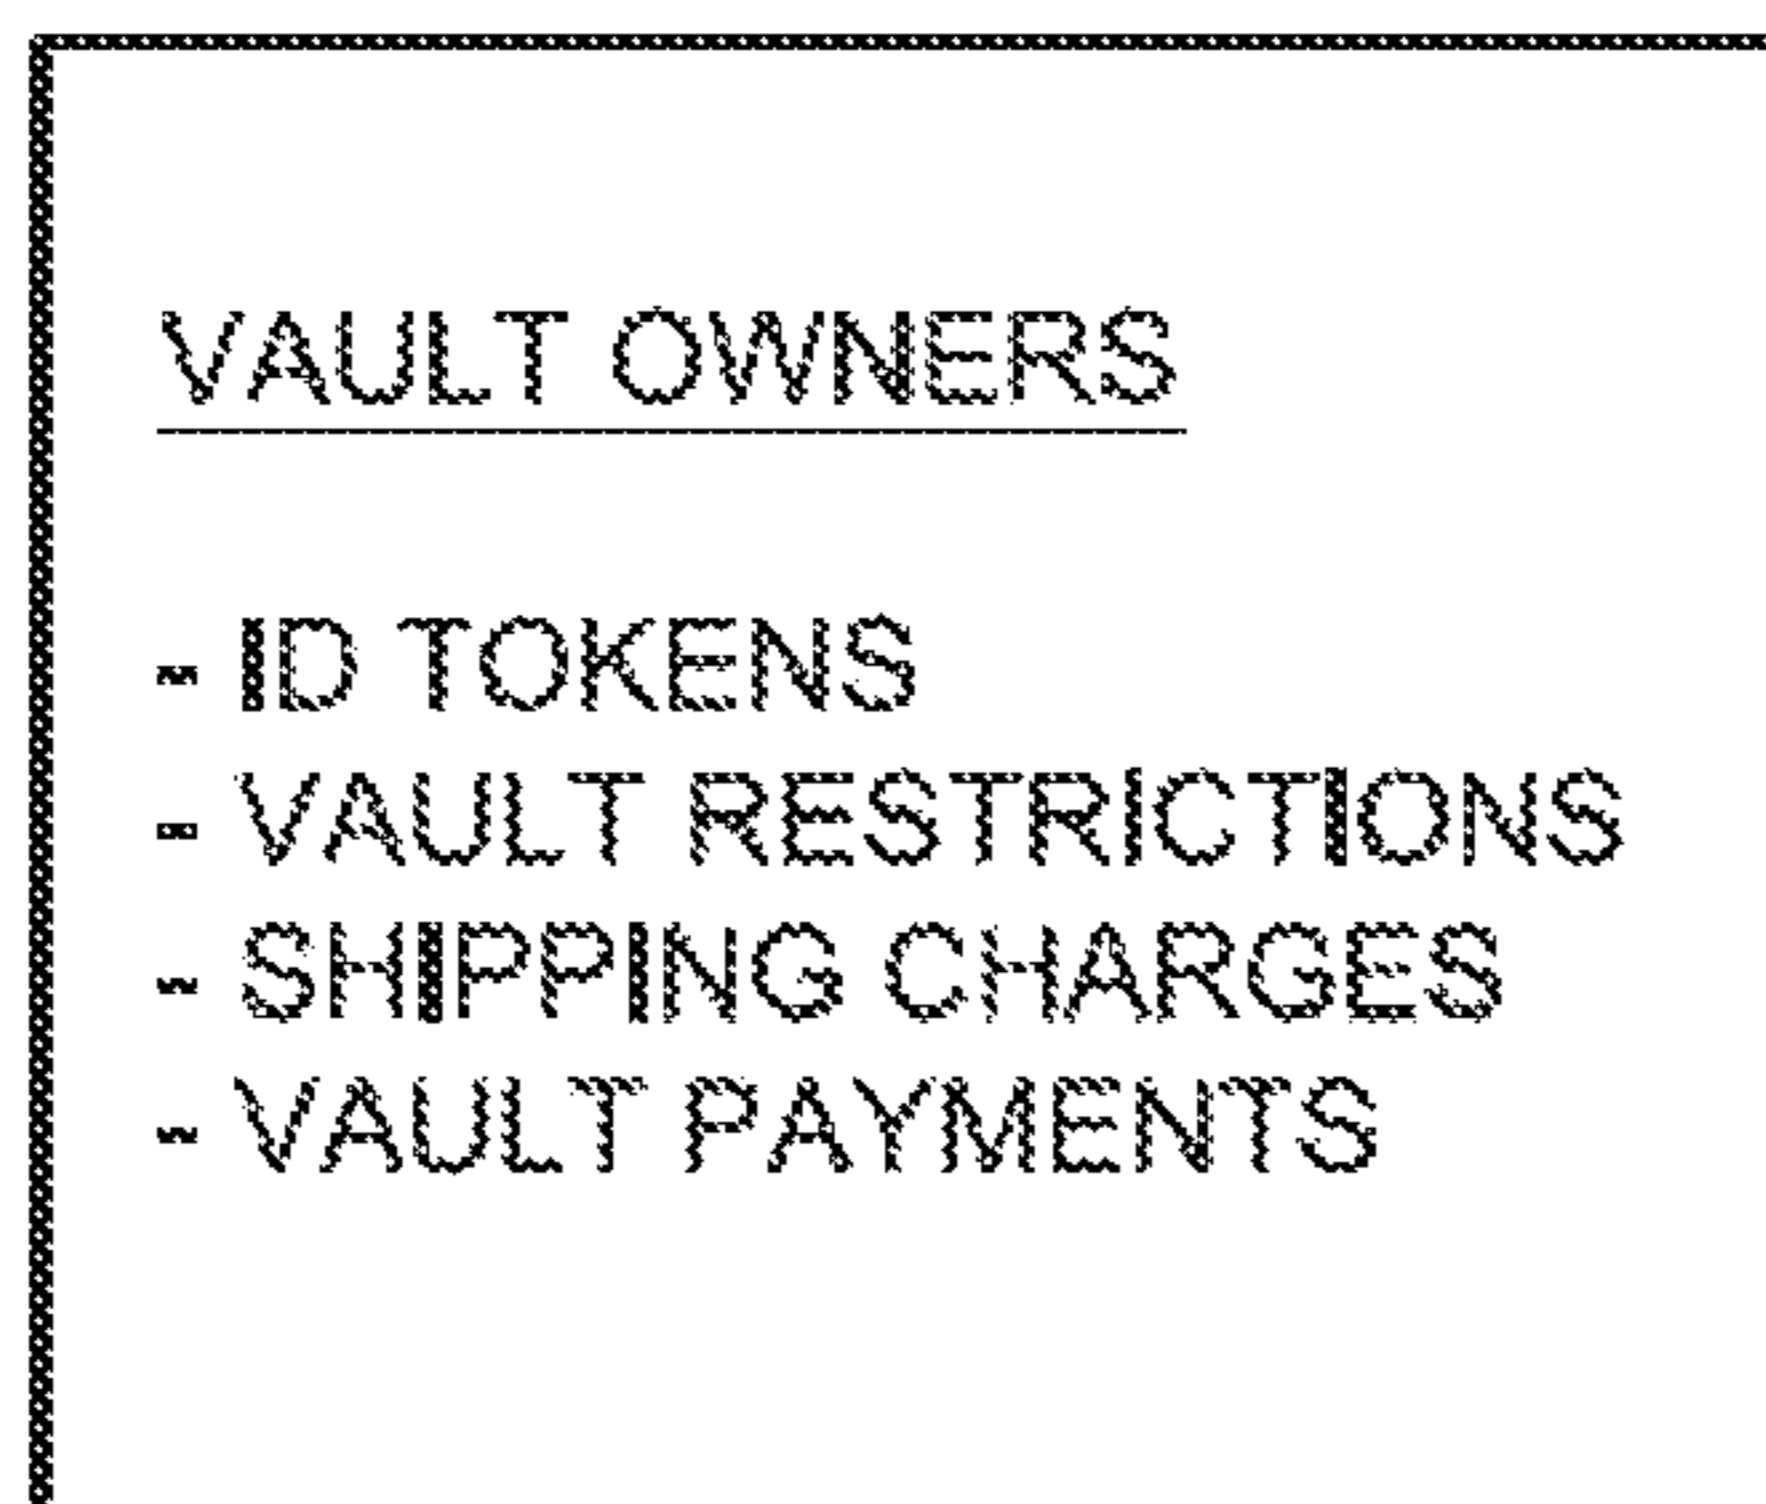 VAULT OWNERS
- ID TOKENS
- VAULT RESTRICTIONS
- SHIPPING CHARGES
- VAULT PAYMENTS